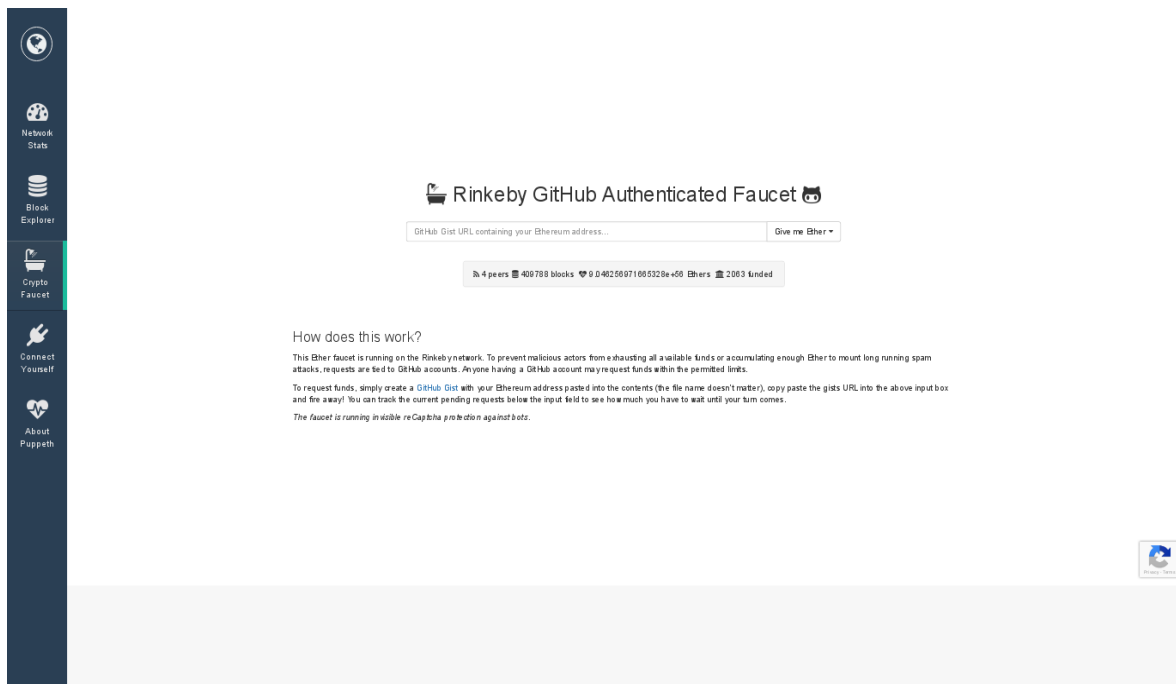 Network
Stats
Block
Explorer
Crypto
Faucet
Connect
Yourself
About
Puppeth
Rinkeby GitHub Authenticated Faucet
GitHub Gist URL containing your Ethereum address...
Give me Ether
4 peers 409788 blocks 9.046256971665328e+56 Ethers 2063 funded
How does this work?
This Ether faucet is running on the Rinkeby network. To prevent malicious actors from exhausting all available funds or accumulating enough Ether to mount long running spam
attacks, requests are tied to GitHub accounts. Anyone having a GitHub account may request funds within the permitted limits.
To request funds, simply create a GitHub Gist with your Ethereum address pasted into the contents (the file name doesn't matter), copy paste the gists URL into the above input box
and fire away! You can track the current pending requests below the input field to see how much you have to wait until your turn comes.
The faucet is running invisible reCaptcha protection against bots.
Privacy - Terms